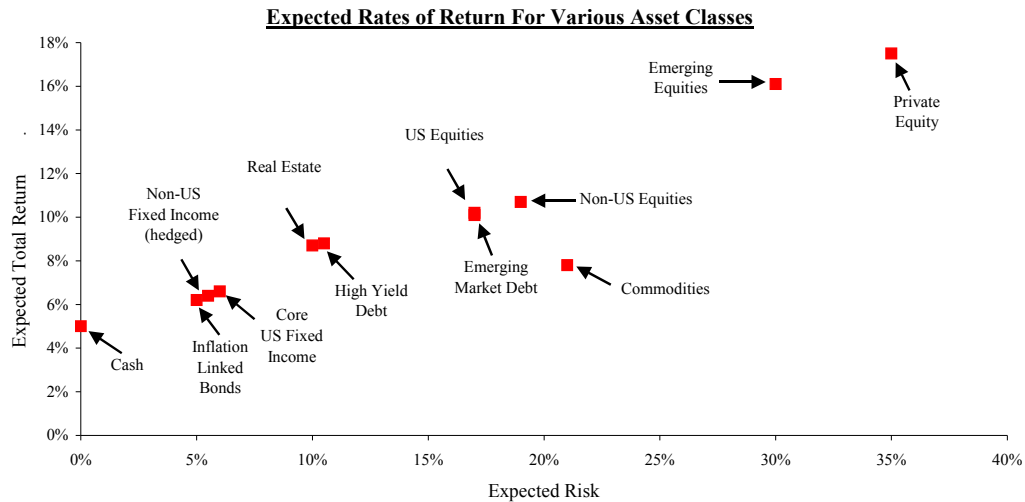 Expected Rates of Return For Various Asset Classes
18%
16%
14%
12%
10%
8%
6%
4%
2%
0%
Expected Total Return
.
Cash
Non-US
Fixed Income
(hedged)
Inflation
Linked
Bonds
Core
US Fixed
Income
Real Estate
High Yield
Debt
US Equities
Emerging
Market Debt
Non-US Equities
Commodities
Emerging
Equities
Private
Equity
0%
5%
10%
15%
20%
25%
30%
35%
40%
Expected Risk